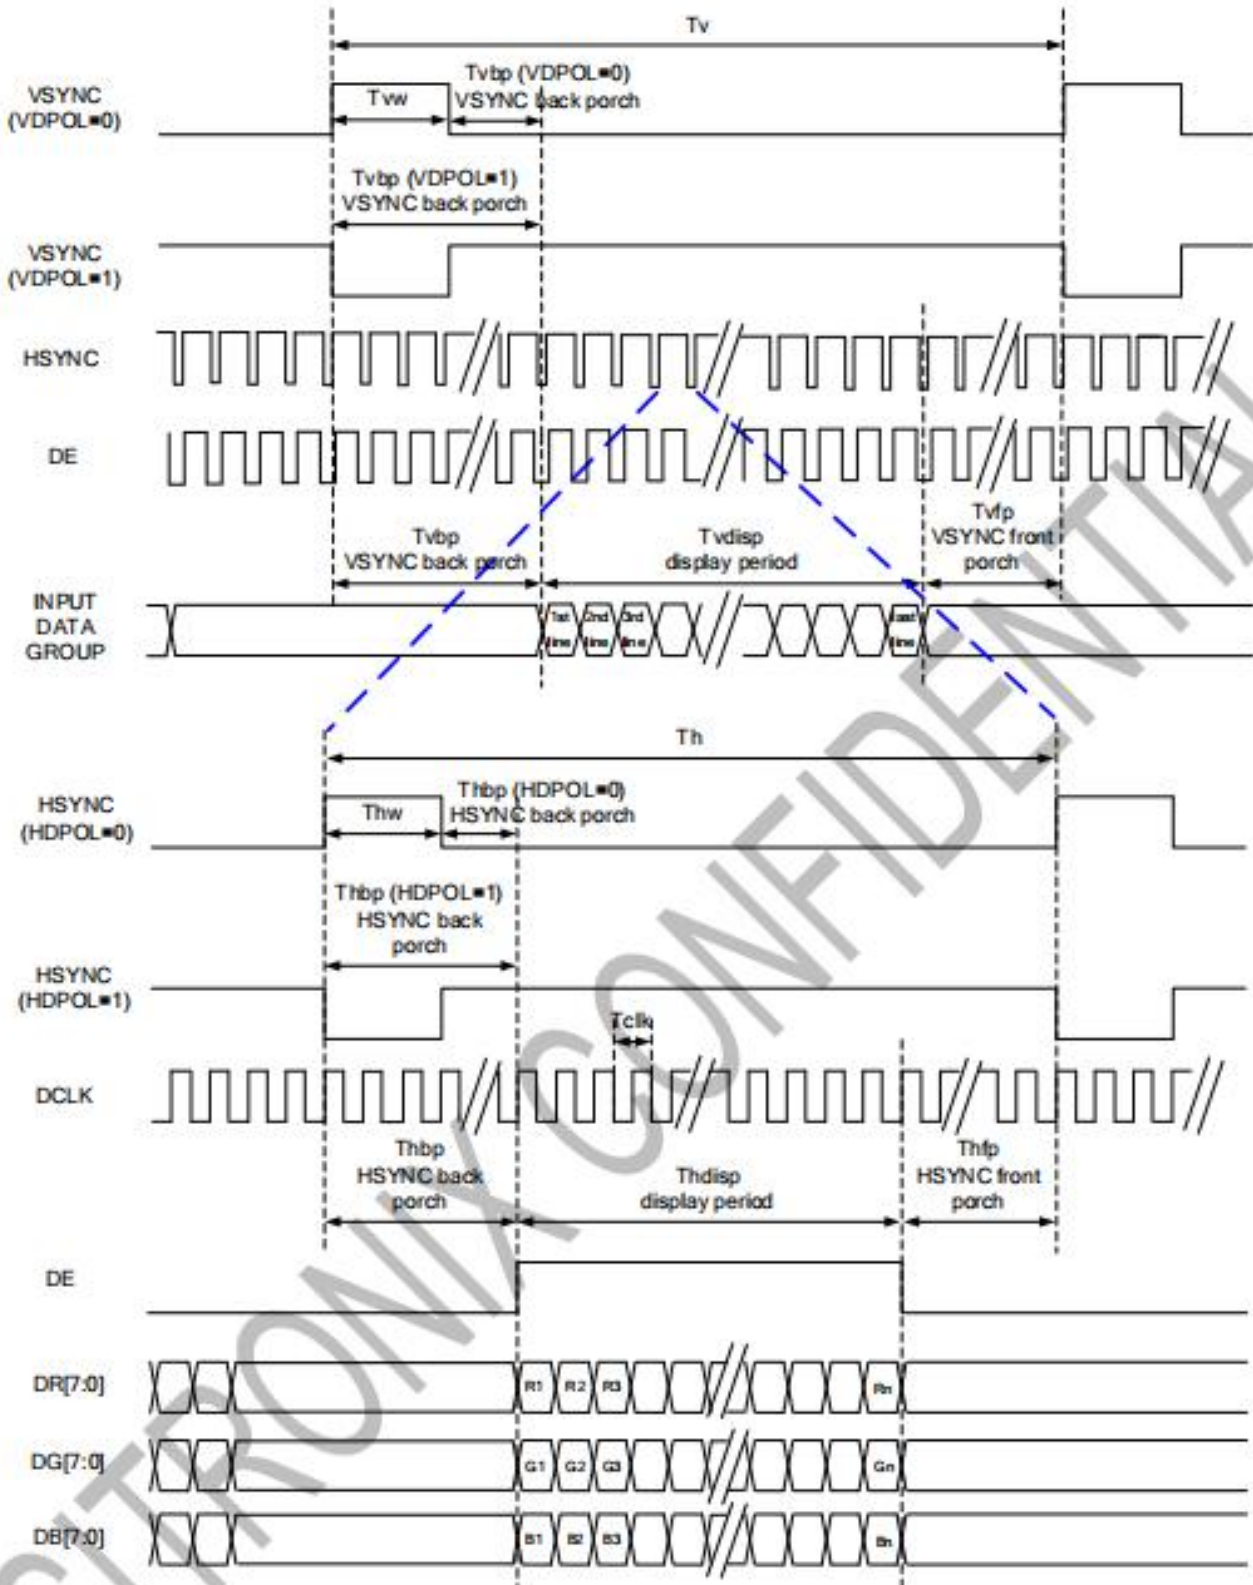 Tv
VSYNC
(VDPOL=0)
Tvw
Tvbp (VDPOL=0)
VSYNC back porch
Tvbp (VDPOL=1)
VSYNC back porch
VSYNC
(VDPOL=1)
HSYNC
DE
Tvbp
VSYNC back porch
Tvdisp
display period
Tvfp
VSYNC front
porch
INPUT
DATA
GROUP
1st
line
2nd
line
3rd
line
last
line
Th
HSYNC
(HDPOL=0)
Thw
Thbp (HDPOL=0)
HSYNC back porch
Thbp (HDPOL=1)
HSYNC back
porch
HSYNC
(HDPOL=1)
Tclk
DCLK
Thbp
HSYNC back
porch
Thdisp
display period
Thfp
HSYNC front
porch
DE
DR[7:0]
R1 R2 R3 Rn
DG[7:0]
G1 G2 G3 Gn
DB[7:0]
B1 B2 B3 Bn
SITRONIX CONFIDENTIAL